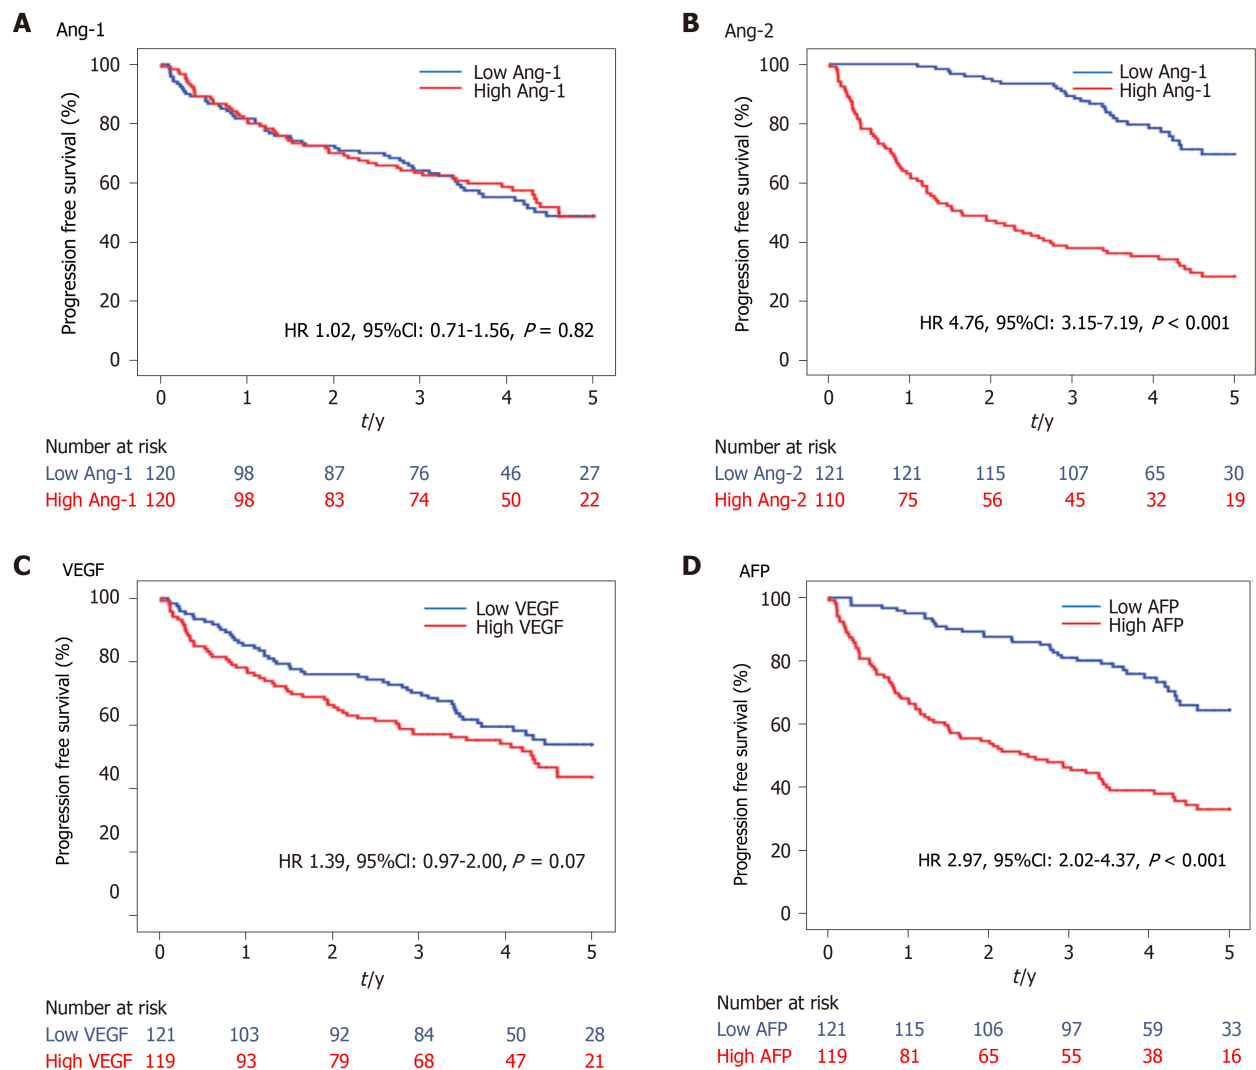 A Ang-1
100
80
60
40
20
0
Progression free survival (%)
Low Ang-1
High Ang-1
HR 1.02, 95%CI: 0.71-1.56, P = 0.82
0 1 2 3 4 5
t/y
Number at risk
Low Ang-1 120 98 87 76 46 27
High Ang-1 120 98 83 74 50 22
B Ang-2
100
80
60
40
20
0
Progression free survival (%)
Low Ang-1
High Ang-1
HR 4.76, 95%CI: 3.15-7.19, P < 0.001
0 1 2 3 4 5
t/y
Number at risk
Low Ang-2 121 121 115 107 65 30
High Ang-2 110 75 56 45 32 19
C VEGF
100
80
60
40
20
0
Progression free survival (%)
Low VEGF
High VEGF
HR 1.39, 95%CI: 0.97-2.00, P = 0.07
0 1 2 3 4 5
t/y
Number at risk
Low VEGF 121 103 92 84 50 28
High VEGF 119 93 79 68 47 21
D AFP
100
80
60
40
20
0
Progression free survival (%)
Low AFP
High AFP
HR 2.97, 95%CI: 2.02-4.37, P < 0.001
0 1 2 3 4 5
t/y
Number at risk
Low AFP 121 115 106 97 59 33
High AFP 119 81 65 55 38 16